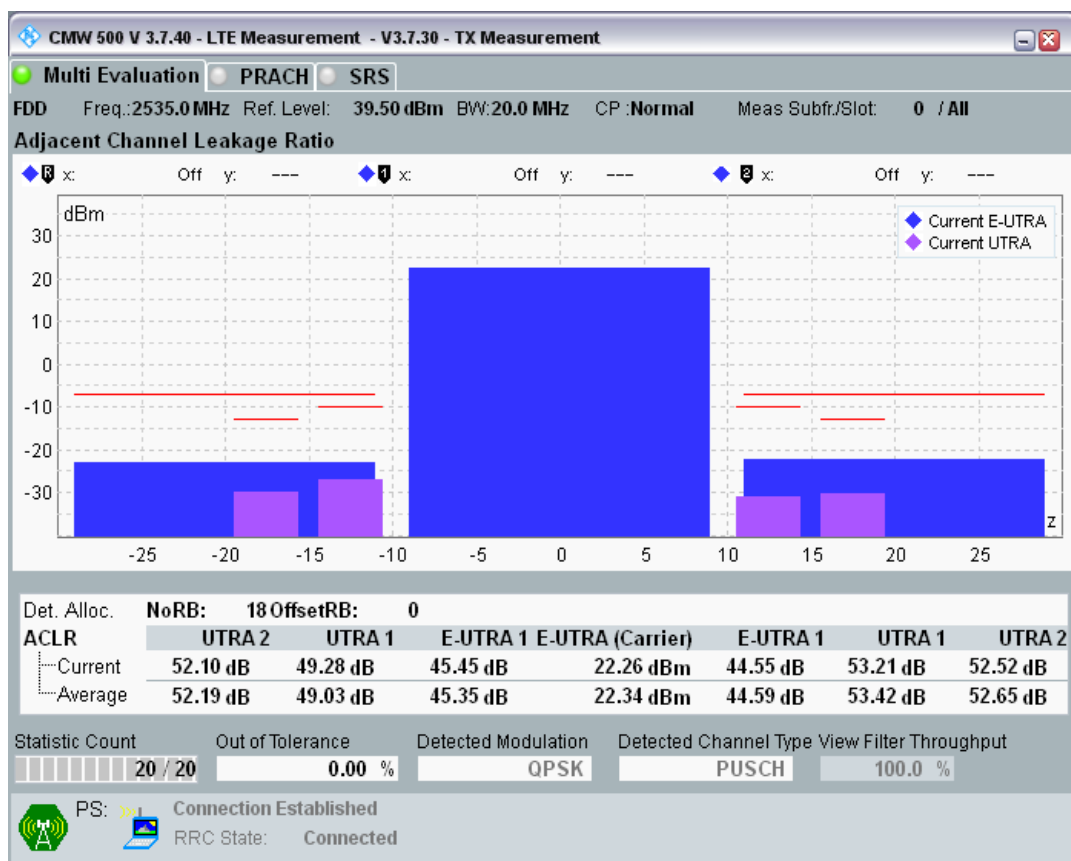 CMW 500 V 3.7.40 - LTE Measurement - V3.7.30 - TX Measurement
Multi Evaluation PRACH SRS
FDD Freq.:2535.0 MHz Ref. Level: 39.50 dBm BW:20.0 MHz CP :Normal Meas Subfr./Slot: 0 / All
Adjacent Channel Leakage Ratio
R x: Off y: --- 1 x: Off y: --- 2 x: Off y: ---
dBm
Current E-UTRA
Current UTRA
30
20
10
0
-10
-20
-30
z
-25 -20 -15 -10 -5 0 5 10 15 20 25
Det. Alloc. NoRB: 18 OffsetRB: 0
ACLR UTRA 2 UTRA 1 E-UTRA 1 E-UTRA (Carrier) E-UTRA 1 UTRA 1 UTRA 2
Current 52.10 dB 49.28 dB 45.45 dB 22.26 dBm 44.55 dB 53.21 dB 52.52 dB
Average 52.19 dB 49.03 dB 45.35 dB 22.34 dBm 44.59 dB 53.42 dB 52.65 dB
Statistic Count Out of Tolerance Detected Modulation Detected Channel Type View Filter Throughput
20 / 20 0.00 % QPSK PUSCH 100.0 %
PS: Connection Established
RRC State: Connected